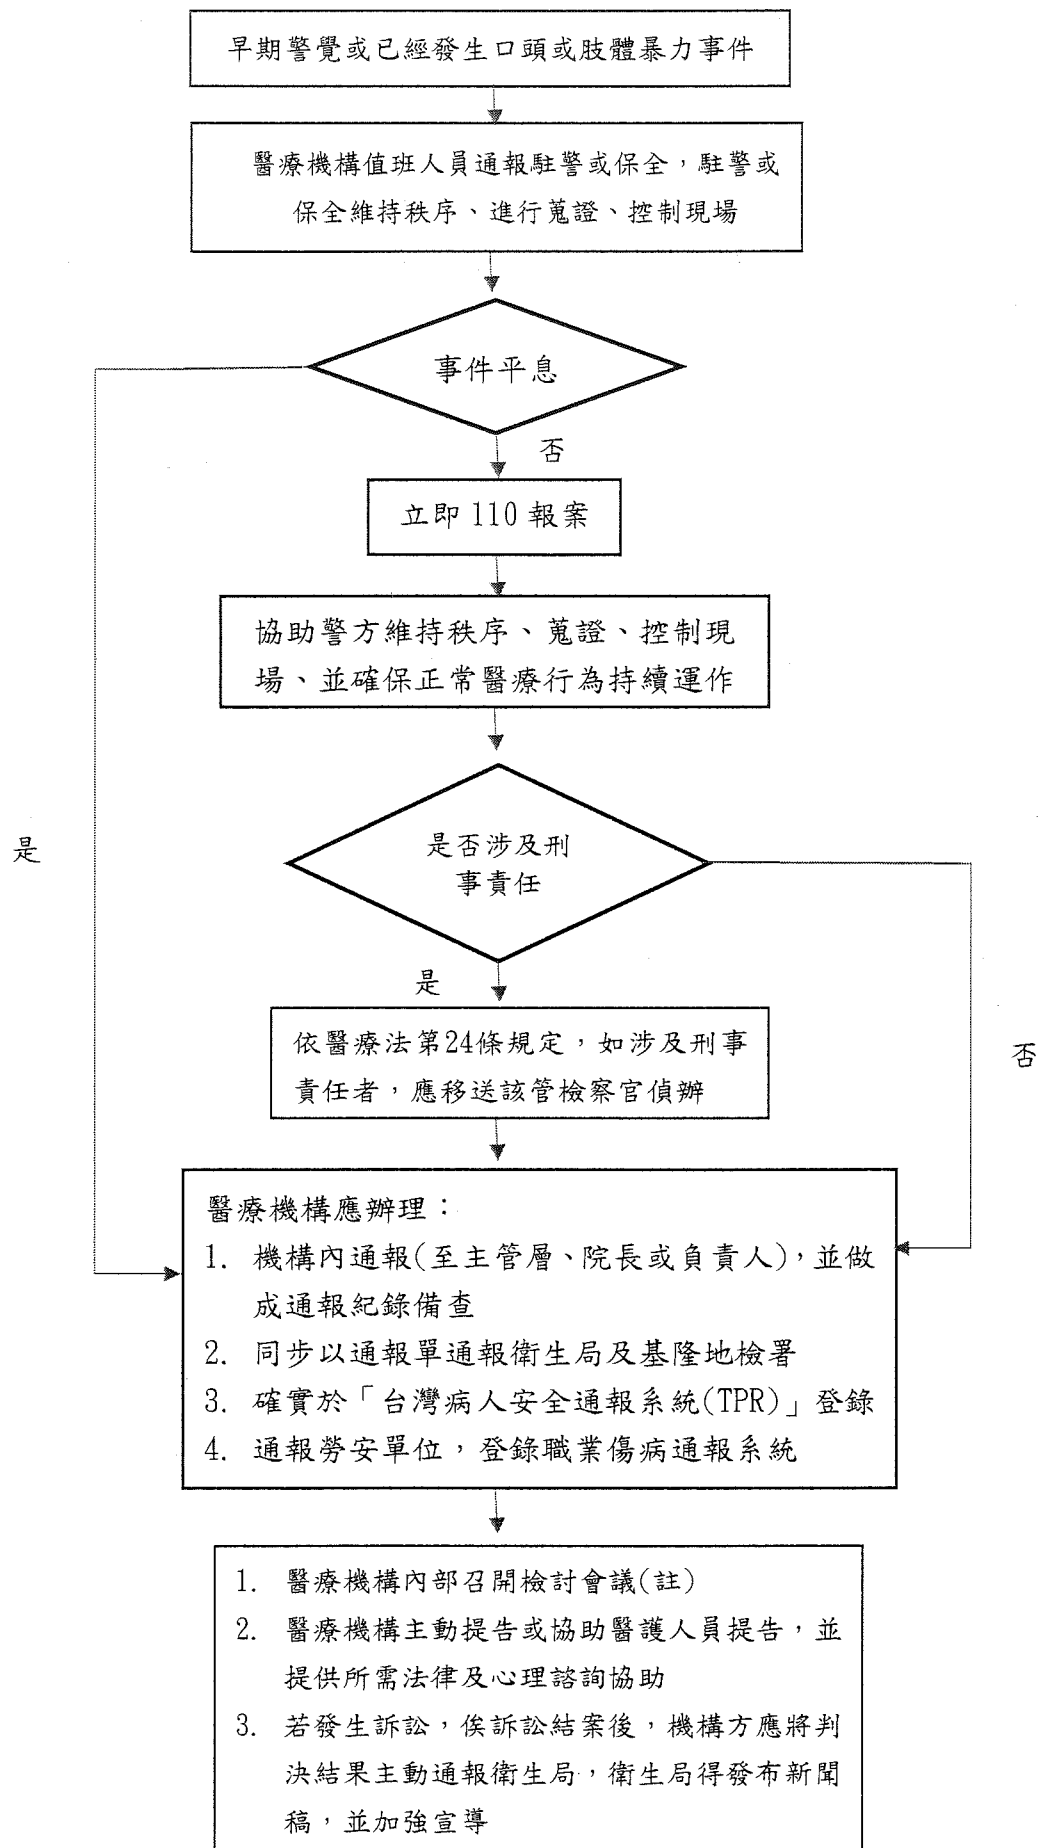 早期警覺或已經發生口頭或肢體暴力事件
醫療機構值班人員通報駐警或保全，駐警或
保全維持秩序、進行蒐證、控制現場
事件平息
否
立即 110 報案
協助警方維持秩序、蒐證、控制現
場、並確保正常醫療行為持續運作
是
是否涉及刑
事責任
是
依醫療法第24條規定，如涉及刑事
責任者，應移送該管檢察官偵辦
否
醫療機構應辦理：
1. 機構內通報(至主管層、院長或負責人)，並做
成通報紀錄備查
2. 同步以通報單通報衛生局及基隆地檢署
3. 確實於「台灣病人安全通報系統(TPR)」登錄
4. 通報勞安單位，登錄職業傷病通報系統
1. 醫療機構內部召開檢討會議(註)
2. 醫療機構主動提告或協助醫護人員提告，並
提供所需法律及心理諮詢協助
3. 若發生訴訟，俟訴訟結案後，機構方應將判
決結果主動通報衛生局，衛生局得發布新聞
稿，並加強宣導